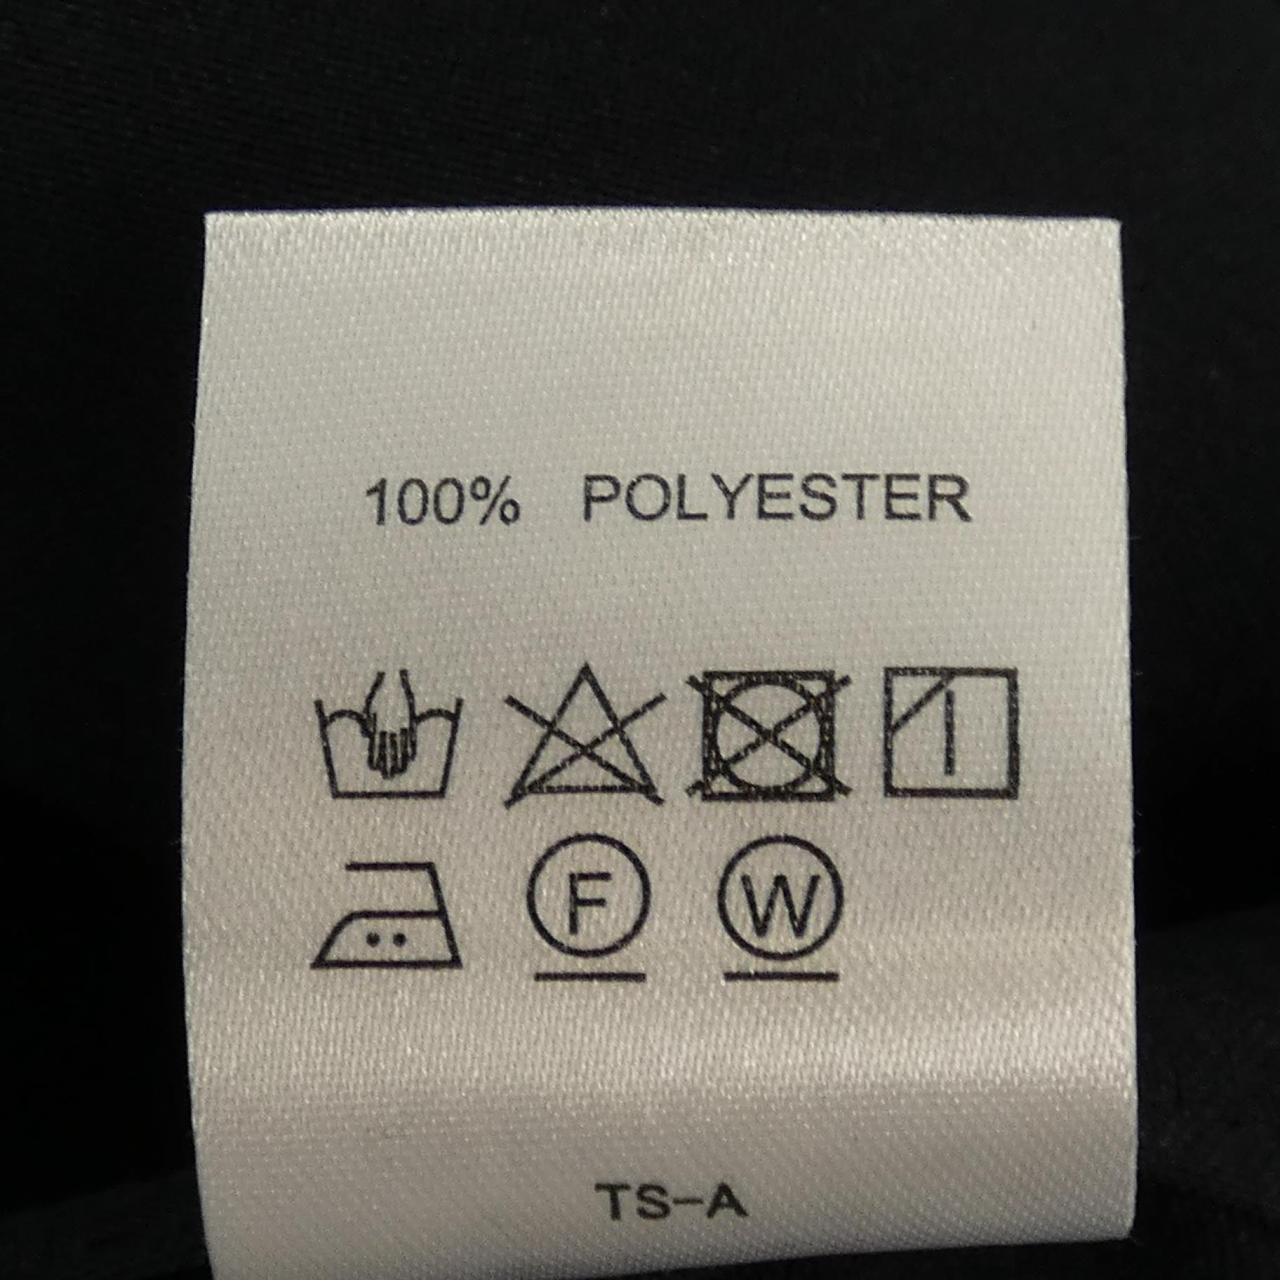 100% POLYESTER
F W
TS-A